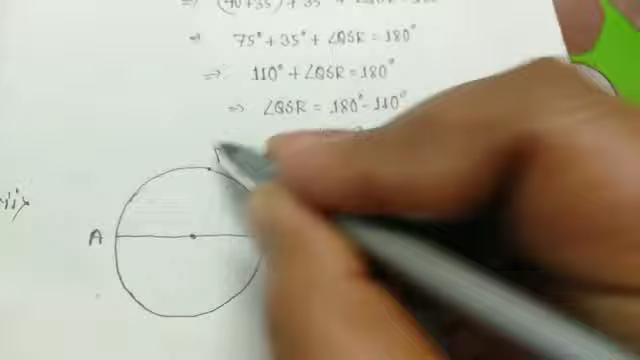 ⇒ 75° + 35° + ∠QSR = 180°
⇒ 110° + ∠QSR = 180°
⇒ ∠QSR = 180° - 110°
A